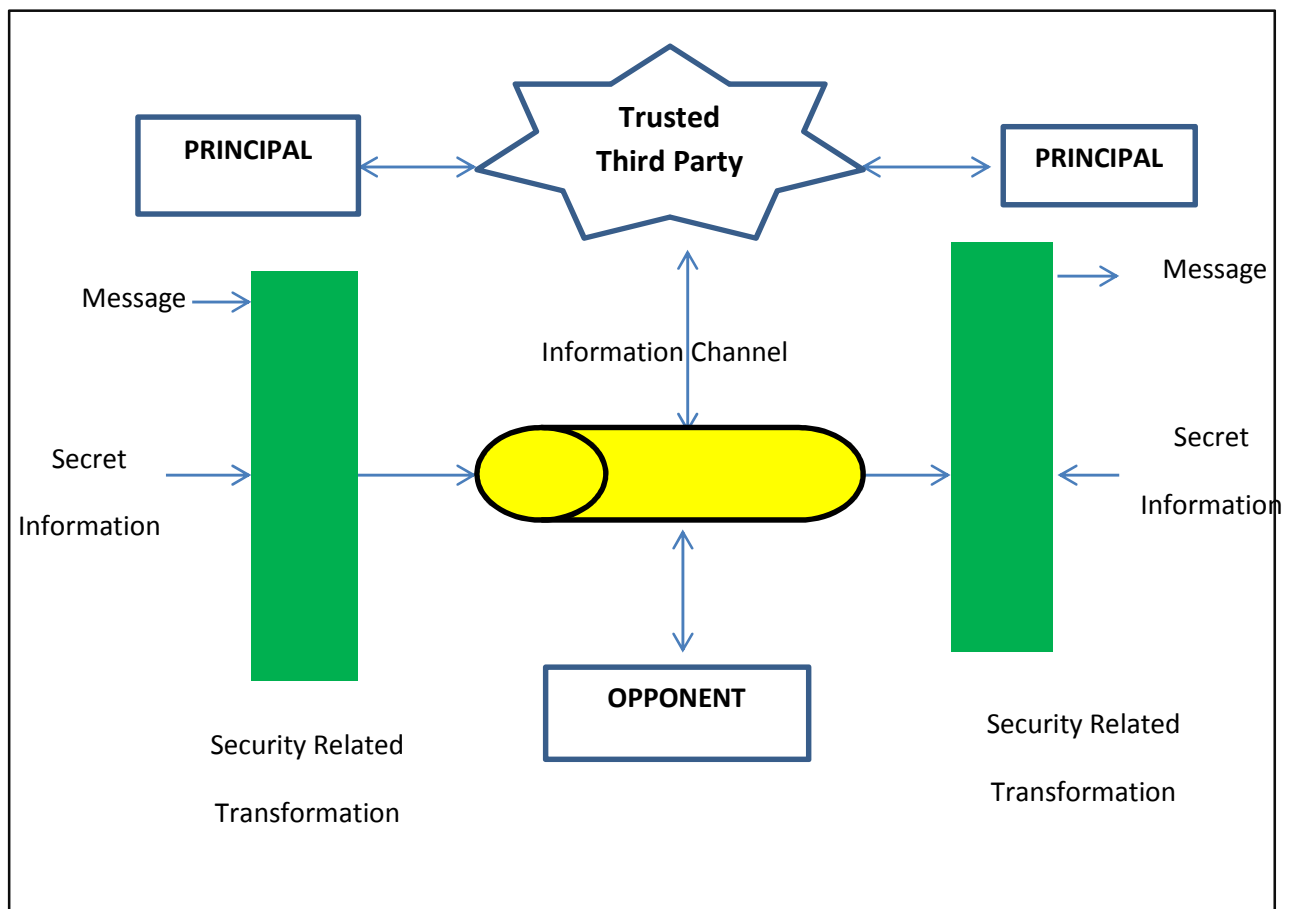 Trusted
Third Party
PRINCIPAL
PRINCIPAL
Message
Message
Information Channel
Secret
Information
Secret
Information
OPPONENT
Security Related
Transformation
Security Related
Transformation